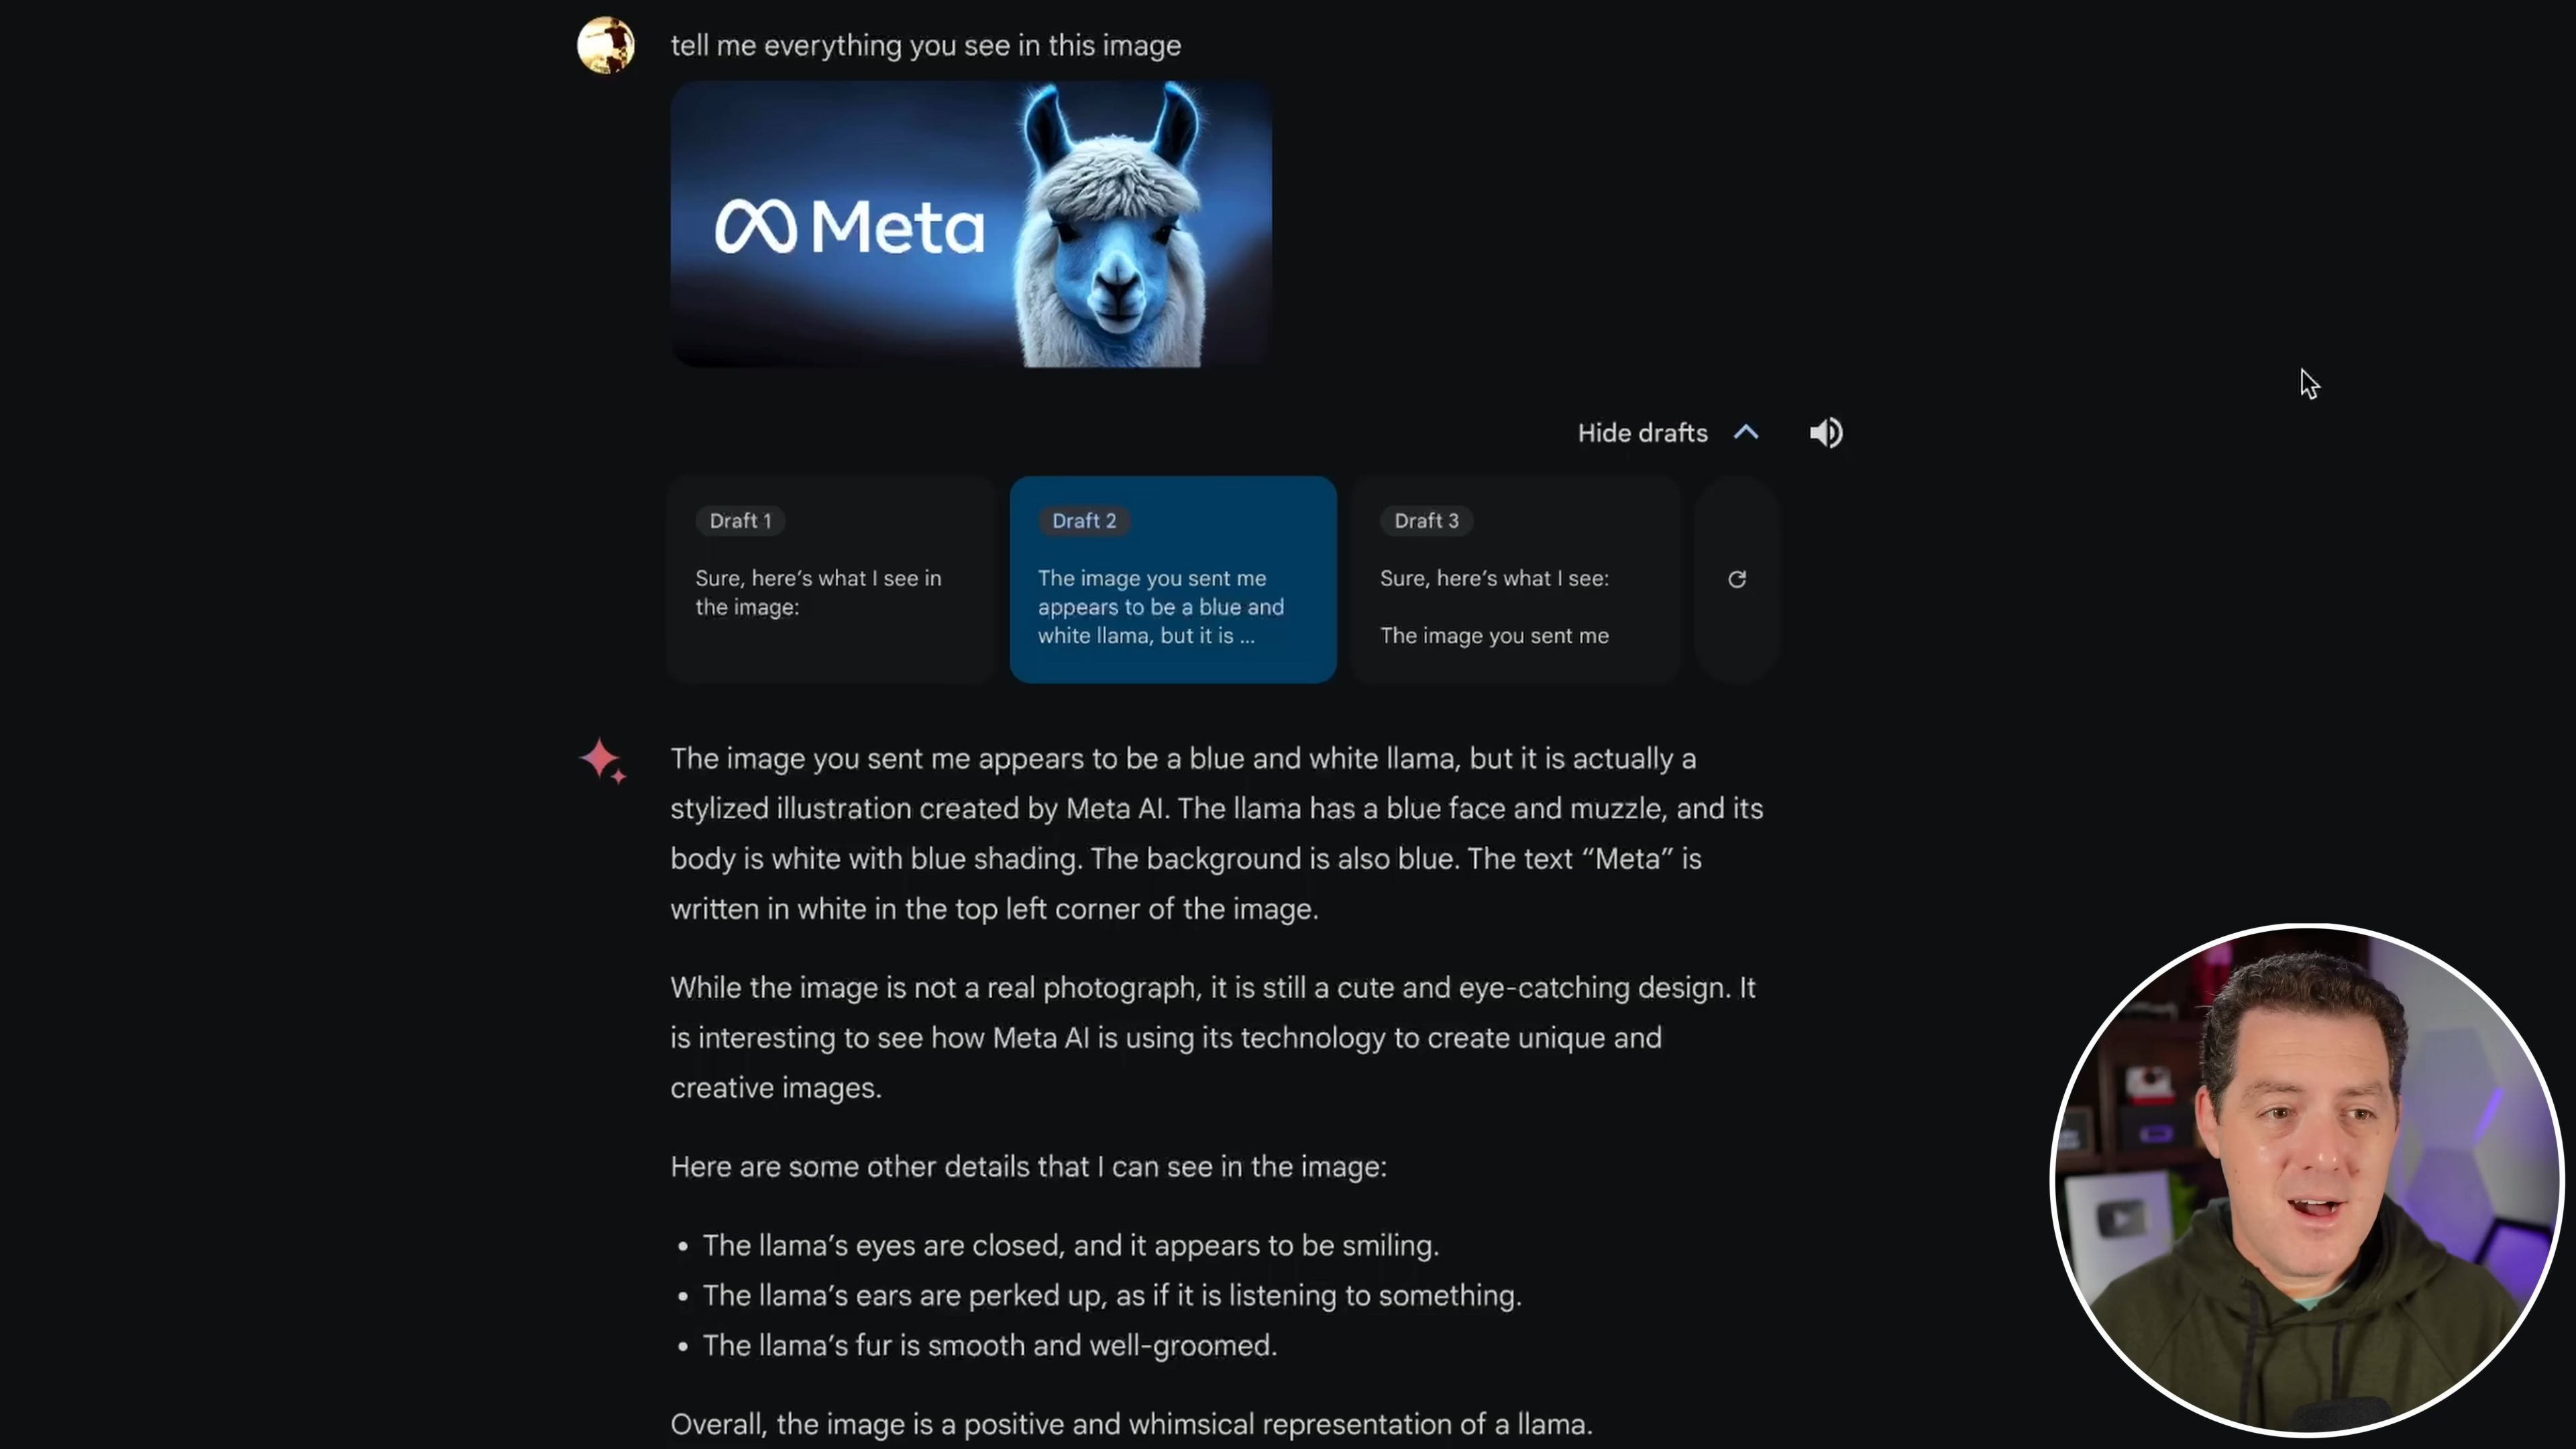 tell me everything you see in this image
Meta
Hide drafts
Draft 1
Sure, here's what I see in
the image:
Draft 2
The image you sent me
appears to be a blue and
white llama, but it is ...
Draft 3
Sure, here's what I see:
The image you sent me
The image you sent me appears to be a blue and white llama, but it is actually a
stylized illustration created by Meta AI. The llama has a blue face and muzzle, and its
body is white with blue shading. The background is also blue. The text “Meta” is
written in white in the top left corner of the image.
While the image is not a real photograph, it is still a cute and eye-catching design. It
is interesting to see how Meta AI is using its technology to create unique and
creative images.
Here are some other details that I can see in the image:
• The llama's eyes are closed, and it appears to be smiling.
• The llama's ears are perked up, as if it is listening to something.
• The llama's fur is smooth and well-groomed.
Overall, the image is a positive and whimsical representation of a llama.